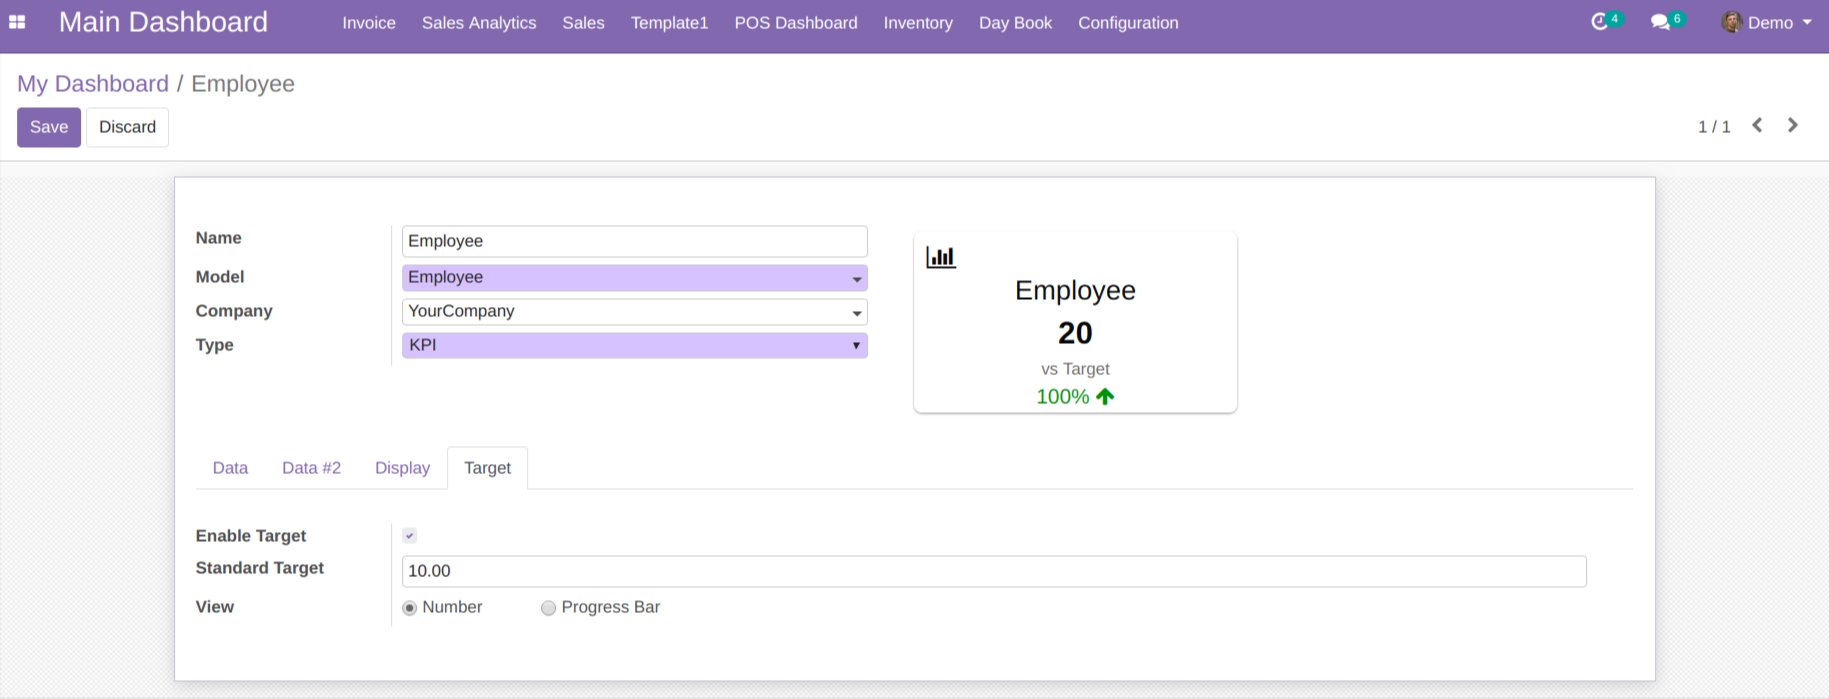 Main Dashboard Invoice Sales Analytics Sales Template1 POS Dashboard Inventory Day Book Configuration 4 6 Demo
My Dashboard / Employee
Save Discard 1 / 1
Name Employee
Model Employee
Company YourCompany
Type KPI
Employee
20
vs Target
100%
Data Data #2 Display Target
Enable Target
Standard Target 10.00
View Number Progress Bar